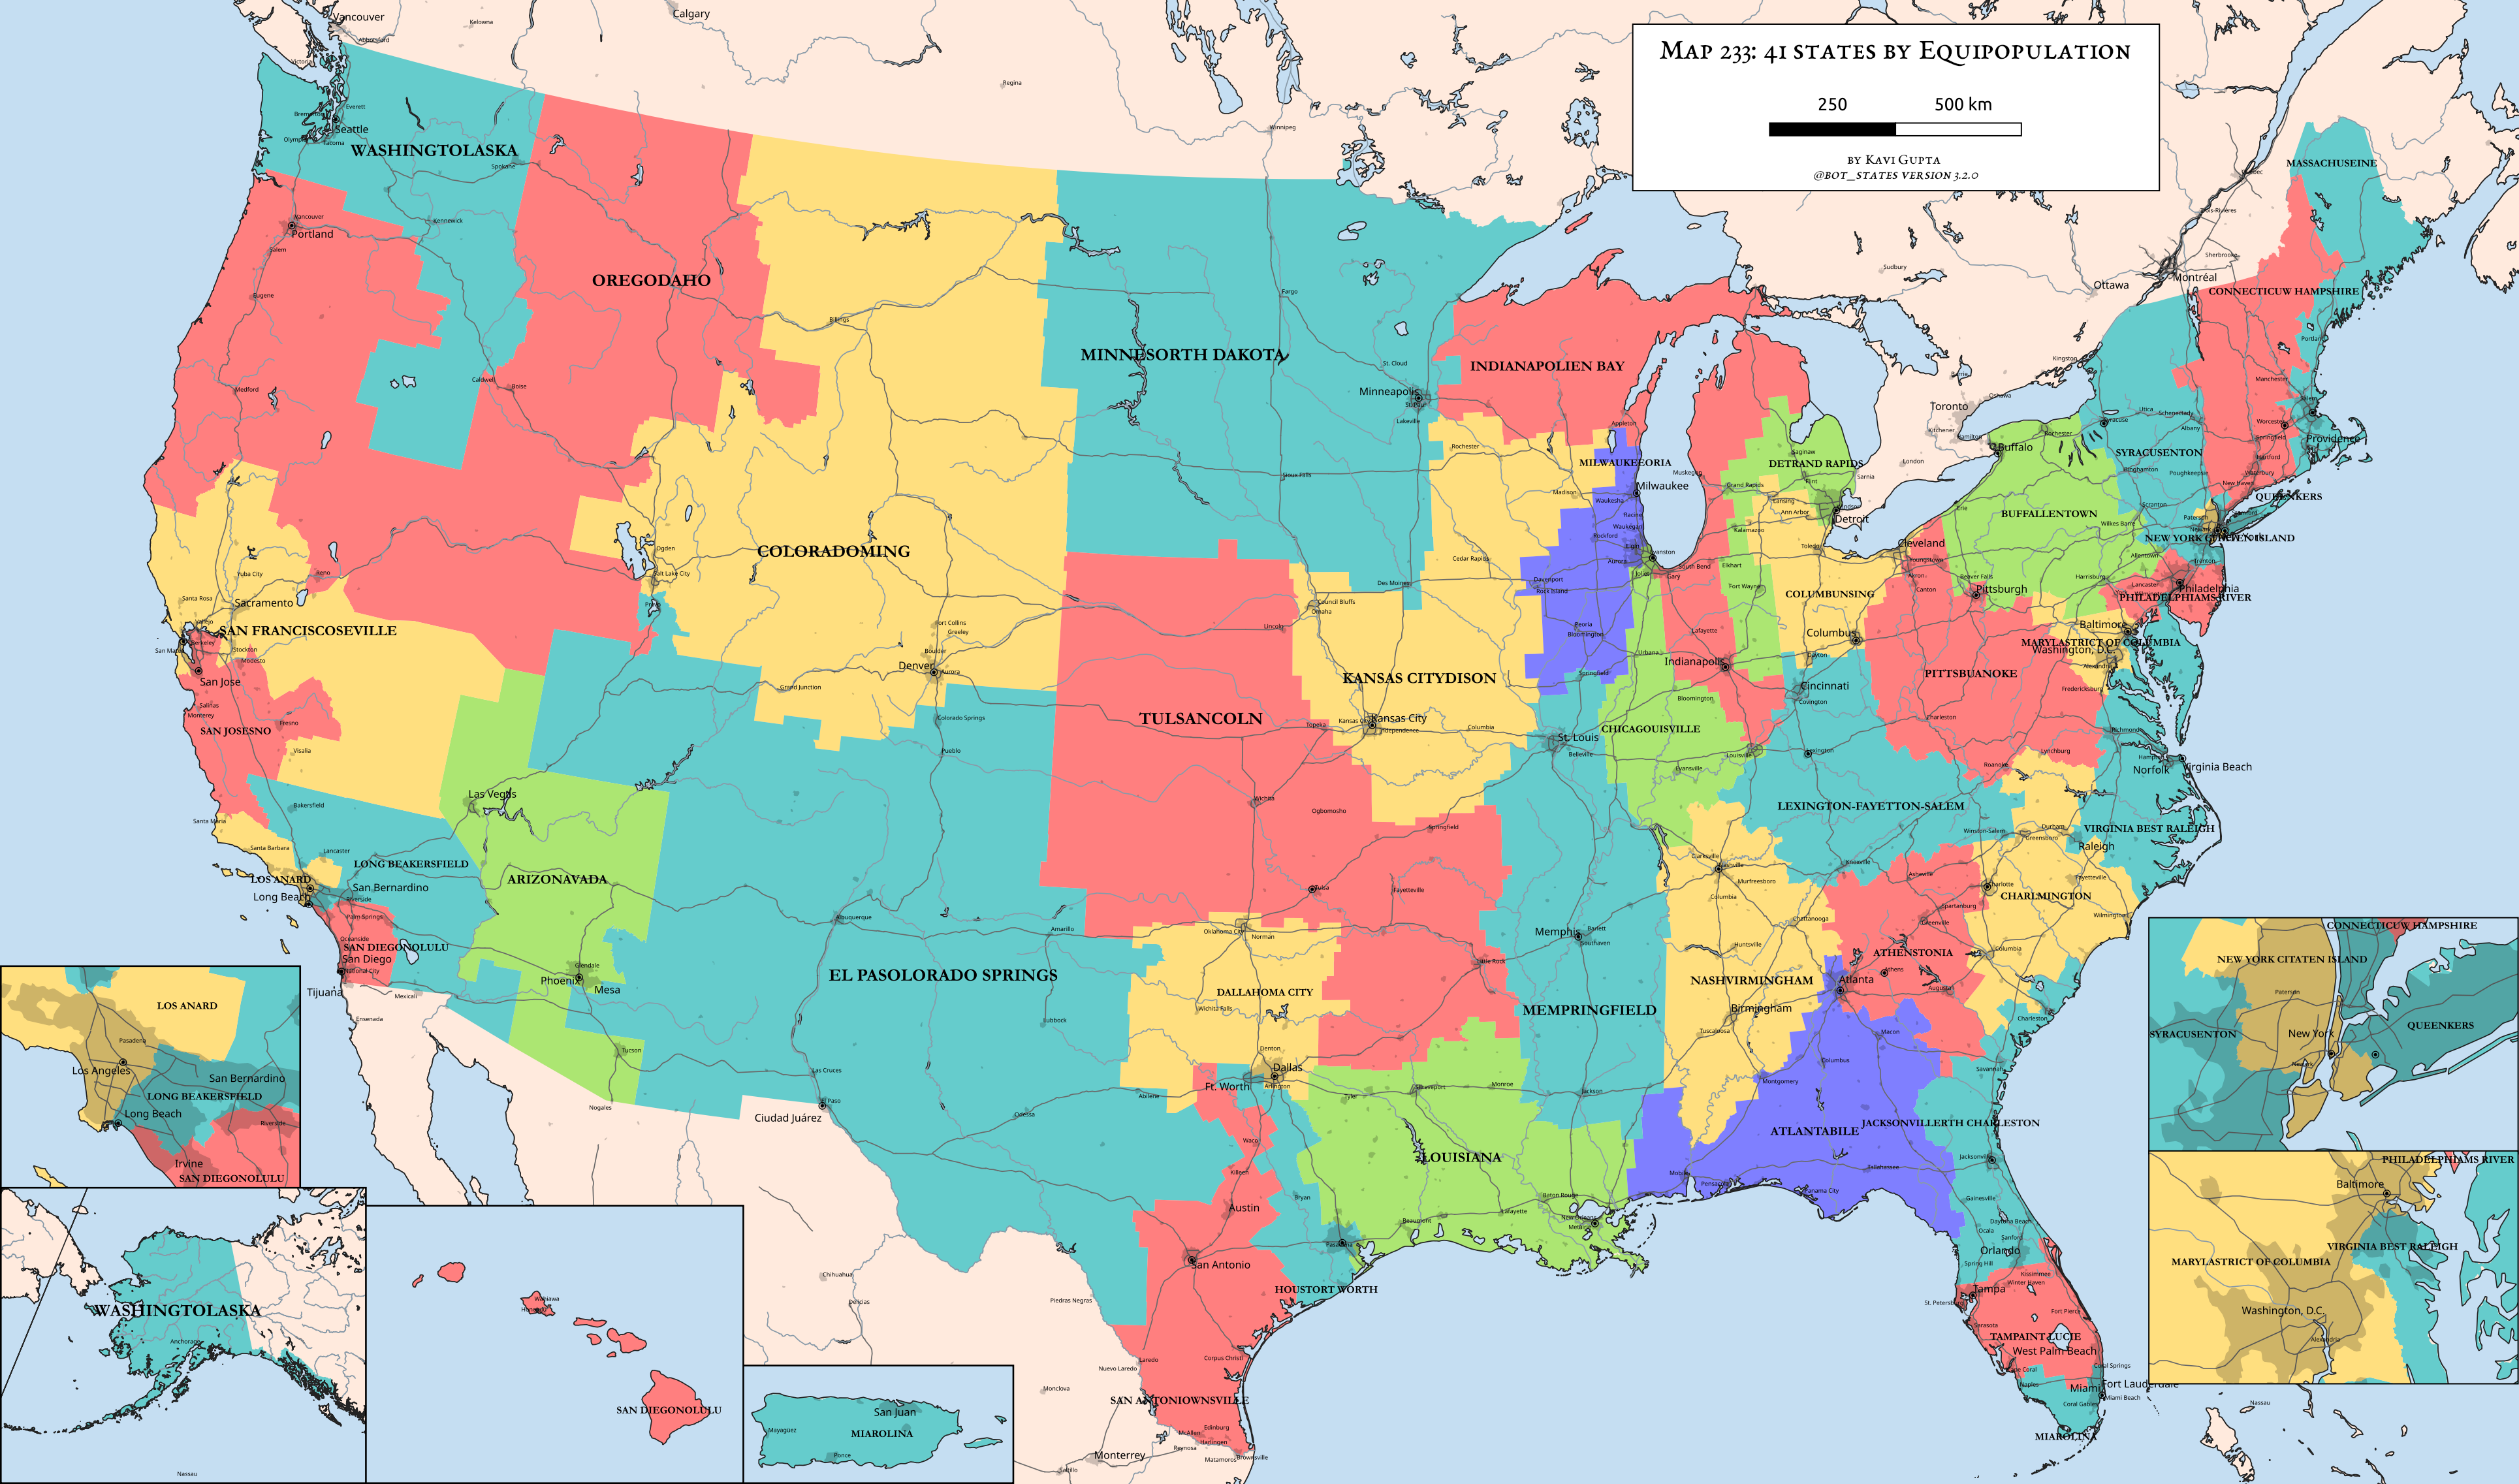 MAP 233: 41 STATES BY EQUIPOPULATION
250 500 km
BY KAVI GUPTA
@BOT_STATES VERSION 3.2.0
Vancouver
Abbotsford
Kelowna
Calgary
Victoria
Regina
Winnipeg
Everett
Seattle
Tacoma
Spokane
WASHINGTOLASKA
Kennewick
Vancouver
Portland
Salem
Eugene
Medford
OREGODAHO
Caldwell
Boise
Billings
Fargo
MINNESORTH DAKOTA
St. Cloud
Minneapolis
St. Paul
Lakeville
Rochester
Sioux Falls
INDIANAPOLIEN BAY
Appleton
MILWAUKEEORIA
Milwaukee
Madison
Waukesha
Racine
Waukegan
Rockford
Elgin
Evanston
Aurora
Joliet
Gary
South Bend
Elkhart
Muskegon
Grand Rapids
Lansing
Kalamazoo
Ann Arbor
Saginaw
Flint
DETRAND RAPIDS
Detroit
Toledo
Sarnia
London
Sudbury
Ottawa
Montréal
Sherbrooke
Trois-Rivières
Kingston
Oshawa
Toronto
Kitchener
Hamilton
Buffalo
Rochester
Syracuse
Utica
Schenectady
Albany
SYRACUSENTON
Binghamton
Poughkeepsie
Scranton
Wilkes Barre
Allentown
Harrisburg
Lancaster
BUFFALLENTOWN
Erie
Cleveland
Youngstown
Akron
Canton
Beaver Falls
Pittsburgh
MASSACHUSEINE
CONNECTICUW HAMPSHIRE
Portland
Manchester
Worcester
Springfield
Providence
Hartford
Waterbury
New Haven
QUEENKERS
Paterson
NEW YORK CITATEN ISLAND
Trenton
Philadelphia
PHILADELPHIAMS RIVER
Baltimore
MARYLASTRICT OF COLUMBIA
Washington, D.C.
Alexandria
Fredericksburg
Richmond
Norfolk
Virginia Beach
VIRGINIA BEST RALEIGH
Raleigh
Durham
Greensboro
Winston-Salem
Fayetteville
Wilmington
CHARLMINGTON
Charlotte
Columbia
Charleston
Lynchburg
Roanoke
PITTSBUANOKE
Charleston
COLUMBUNSING
Columbus
Dayton
Cincinnati
Covington
Lexington
LEXINGTON-FAYETTON-SALEM
Knoxville
Asheville
Spartanburg
Greenville
ATHENSTONIA
Athens
Augusta
Atlanta
Macon
Columbus
Savannah
Montgomery
ATLANTABILE
Tallahassee
Panama City
Pensacola
Mobile
JACKSONVILLERTH CHARLESTON
Jacksonville
Gainesville
Daytona Beach
Ocala
Sanford
Orlando
Spring Hill
Kissimmee
Winter Haven
Tampa
St. Petersburg
Sarasota
Fort Pierce
TAMPAINT LUCIE
West Palm Beach
Cape Coral
Naples
Coral Springs
Fort Lauderdale
Miami
Miami Beach
Coral Gables
MIAROLINA
Nassau
Fort Wayne
Lafayette
Indianapolis
Bloomington
Louisville
Evansville
CHICAGOUISVILLE
Davenport
Rock Island
Cedar Rapids
Des Moines
Peoria
Bloomington
Urbana
Springfield
St. Louis
Belleville
Columbia
KANSAS CITYDISON
Kansas City
Independence
Topeka
Council Bluffs
Omaha
Lincoln
TULSANCOLN
Wichita
Ogbomosho
Springfield
Tulsa
Fayetteville
Little Rock
Memphis
Bartlett
Southaven
MEMPRINGFIELD
Jackson
Clarksville
Nashville
Murfreesboro
Columbia
Chattanooga
Huntsville
NASHVIRMINGHAM
Birmingham
Tuscaloosa
COLORADOMING
Ogden
Salt Lake City
Provo
Fort Collins
Greeley
Boulder
Denver
Aurora
Grand Junction
Colorado Springs
Pueblo
EL PASOLORADO SPRINGS
Albuquerque
Amarillo
Lubbock
Las Cruces
El Paso
Ciudad Juárez
Odessa
Abilene
Oklahoma City
Norman
DALLAHOMA CITY
Wichita Falls
Denton
Dallas
Ft. Worth
Arlington
Tyler
Shreveport
Monroe
LOUISIANA
Baton Rouge
Lafayette
Beaumont
New Orleans
Metairie
Waco
Killeen
Bryan
Austin
San Antonio
Pasadena
HOUSTORT WORTH
Corpus Christi
Laredo
Nuevo Laredo
SAN ANTONIOWNSVILLE
Edinburg
McAllen
Harlingen
Reynosa
Brownsville
Matamoros
Monterrey
Saltillo
Monclova
Piedras Negras
Chihuahua
Delicias
Yuba City
Reno
Santa Rosa
Sacramento
Vallejo
Berkeley
SAN FRANCISCOSEVILLE
Stockton
San Mateo
Modesto
San Jose
Salinas
Monterey
Fresno
SAN JOSESNO
Visalia
Bakersfield
Santa Maria
Santa Barbara
Lancaster
LOS ANARD
LONG BEAKERSFIELD
San Bernardino
Long Beach
Riverside
Palm Springs
Oceanside
SAN DIEGONOLULU
San Diego
National City
Tijuana
Mexicali
Ensenada
Las Vegas
ARIZONAVADA
Glendale
Phoenix
Mesa
Tucson
Nogales
LOS ANARD
Pasadena
Los Angeles
San Bernardino
LONG BEAKERSFIELD
Long Beach
Riverside
Irvine
SAN DIEGONOLULU
WASHINGTOLASKA
Anchorage
Nassau
Wahiawa
Honolulu
SAN DIEGONOLULU
San Juan
Mayagüez
MIAROLINA
Ponce
CONNECTICUW HAMPSHIRE
NEW YORK CITATEN ISLAND
Paterson
New York
Newark
QUEENKERS
SYRACUSENTON
PHILADELPHIAMS RIVER
Baltimore
VIRGINIA BEST RALEIGH
MARYLASTRICT OF COLUMBIA
Washington, D.C.
Alexandria